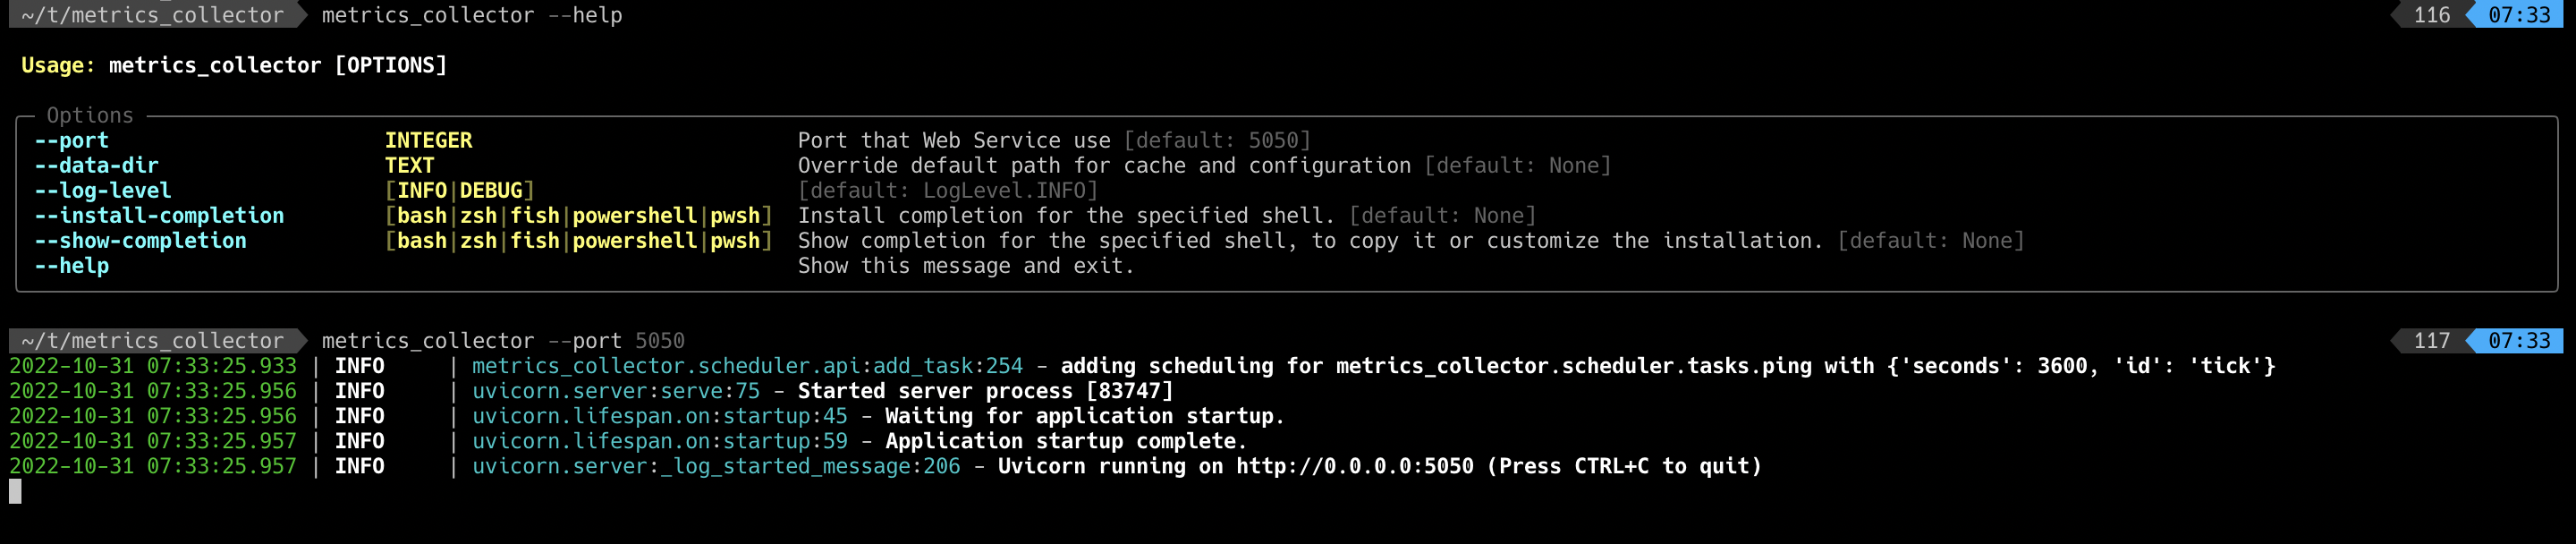 ~/t/metrics_collector metrics_collector --help 116 07:33
Usage: metrics_collector [OPTIONS]
Options
--port INTEGER Port that Web Service use [default: 5050]
--data-dir TEXT Override default path for cache and configuration [default: None]
--log-level [INFO|DEBUG] [default: LogLevel.INFO]
--install-completion [bash|zsh|fish|powershell|pwsh] Install completion for the specified shell. [default: None]
--show-completion [bash|zsh|fish|powershell|pwsh] Show completion for the specified shell, to copy it or customize the installation. [default: None]
--help Show this message and exit.
~/t/metrics_collector metrics_collector --port 5050 117 07:33
2022-10-31 07:33:25.933 | INFO | metrics_collector.scheduler.api:add_task:254 - adding scheduling for metrics_collector.scheduler.tasks.ping with {'seconds': 3600, 'id': 'tick'}
2022-10-31 07:33:25.956 | INFO | uvicorn.server:serve:75 - Started server process [83747]
2022-10-31 07:33:25.956 | INFO | uvicorn.lifespan.on:startup:45 - Waiting for application startup.
2022-10-31 07:33:25.957 | INFO | uvicorn.lifespan.on:startup:59 - Application startup complete.
2022-10-31 07:33:25.957 | INFO | uvicorn.server:_log_started_message:206 - Uvicorn running on http://0.0.0.0:5050 (Press CTRL+C to quit)